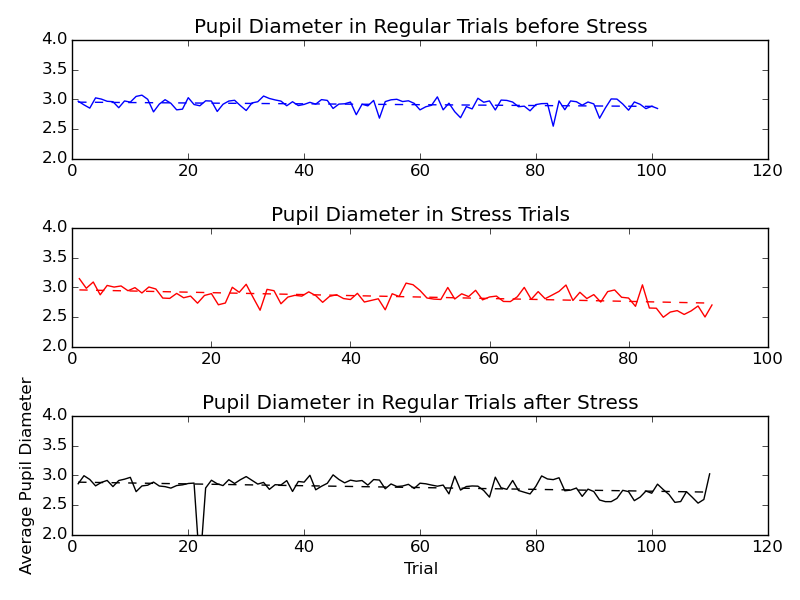 Pupil Diameter in Regular Trials before Stress
4.0
3.5
3.0
2.5
2.0
0 20 40 60 80 100 120
Pupil Diameter in Stress Trials
4.0
3.5
3.0
2.5
2.0
0 20 40 60 80 100
Pupil Diameter in Regular Trials after Stress
4.0
3.5
3.0
2.5
2.0
0 20 40 60 80 100 120
Average Pupil Diameter
Trial